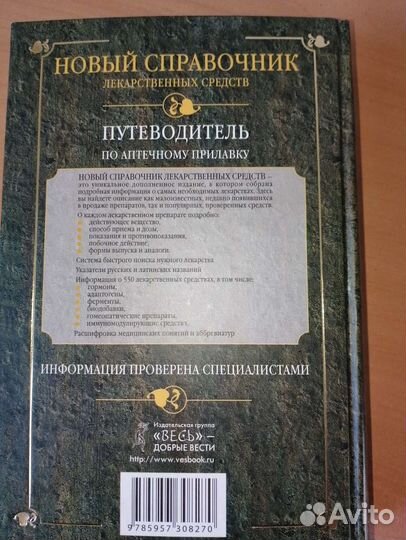 НОВЫЙ СПРАВОЧНИК
ЛЕКАРСТВЕННЫХ СРЕДСТВ
ПУТЕВОДИТЕЛЬ
ПО АПТЕЧНОМУ ПРИЛАВКУ
НОВЫЙ СПРАВОЧНИК ЛЕКАРСТВЕННЫХ СРЕДСТВ –
это уникальное дополненное издание, в котором собрана
подробная информация о самых необходимых лекарствах. Здесь
вы найдете описание как малоизвестных, недавно появившихся
в продаже препаратов, так и популярных, проверенных средств.
О каждом лекарственном препарате подробно:
действующее вещество,
способ приема и дозы,
показания и противопоказания,
побочное действие,
формы выпуска и аналоги.
Система быстрого поиска нужного лекарства
Указатели русских и латинских названий
Информация о 550 лекарственных средствах, в том числе:
гормоны,
адаптогены,
ферменты,
биодобавки,
гомеопатические препараты,
иммуномодулирующие средства.
Расшифровка медицинских понятий и аббревиатур
ИНФОРМАЦИЯ ПРОВЕРЕНА СПЕЦИАЛИСТАМИ
Издательская группа
«ВЕСЬ» –
ДОБРЫЕ ВЕСТИ
http://www.vesbook.ru
9 785957 308270
Avito